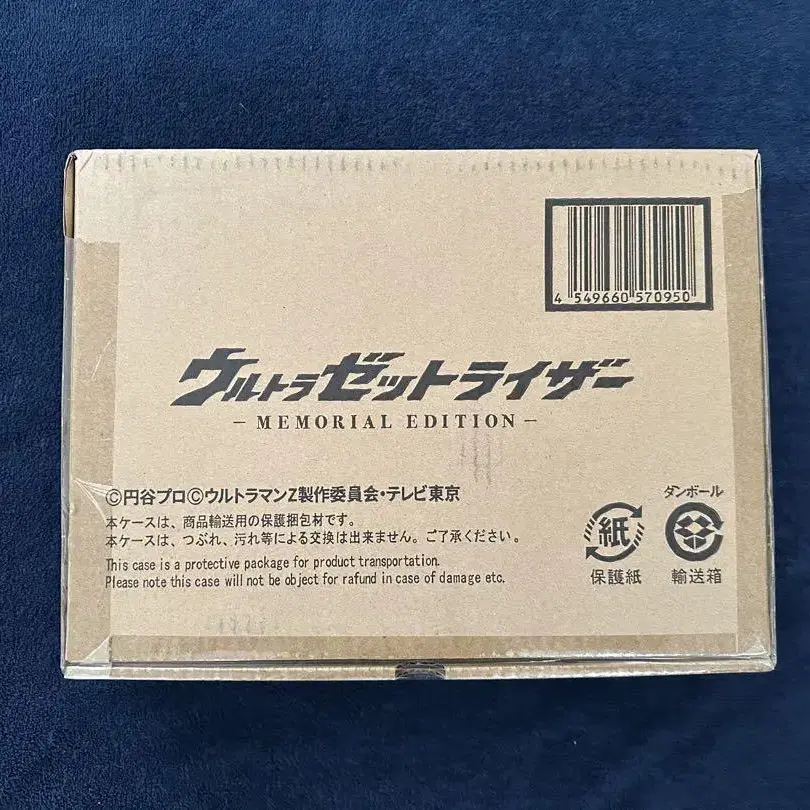 4 549660 570950
ウルトラゼットライザー
– MEMORIAL EDITION –
©円谷プロ©ウルトラマンZ製作委員会・テレビ東京
本ケースは、商品輸送用の保護梱包材です。
本ケースは、つぶれ、汚れ等による交換は出来ません。ご了承ください。
This case is a protective package for product transportation.
Please note this case will not be object for rafund in case of damage etc.
紙
保護紙
ダンボール
輸送箱